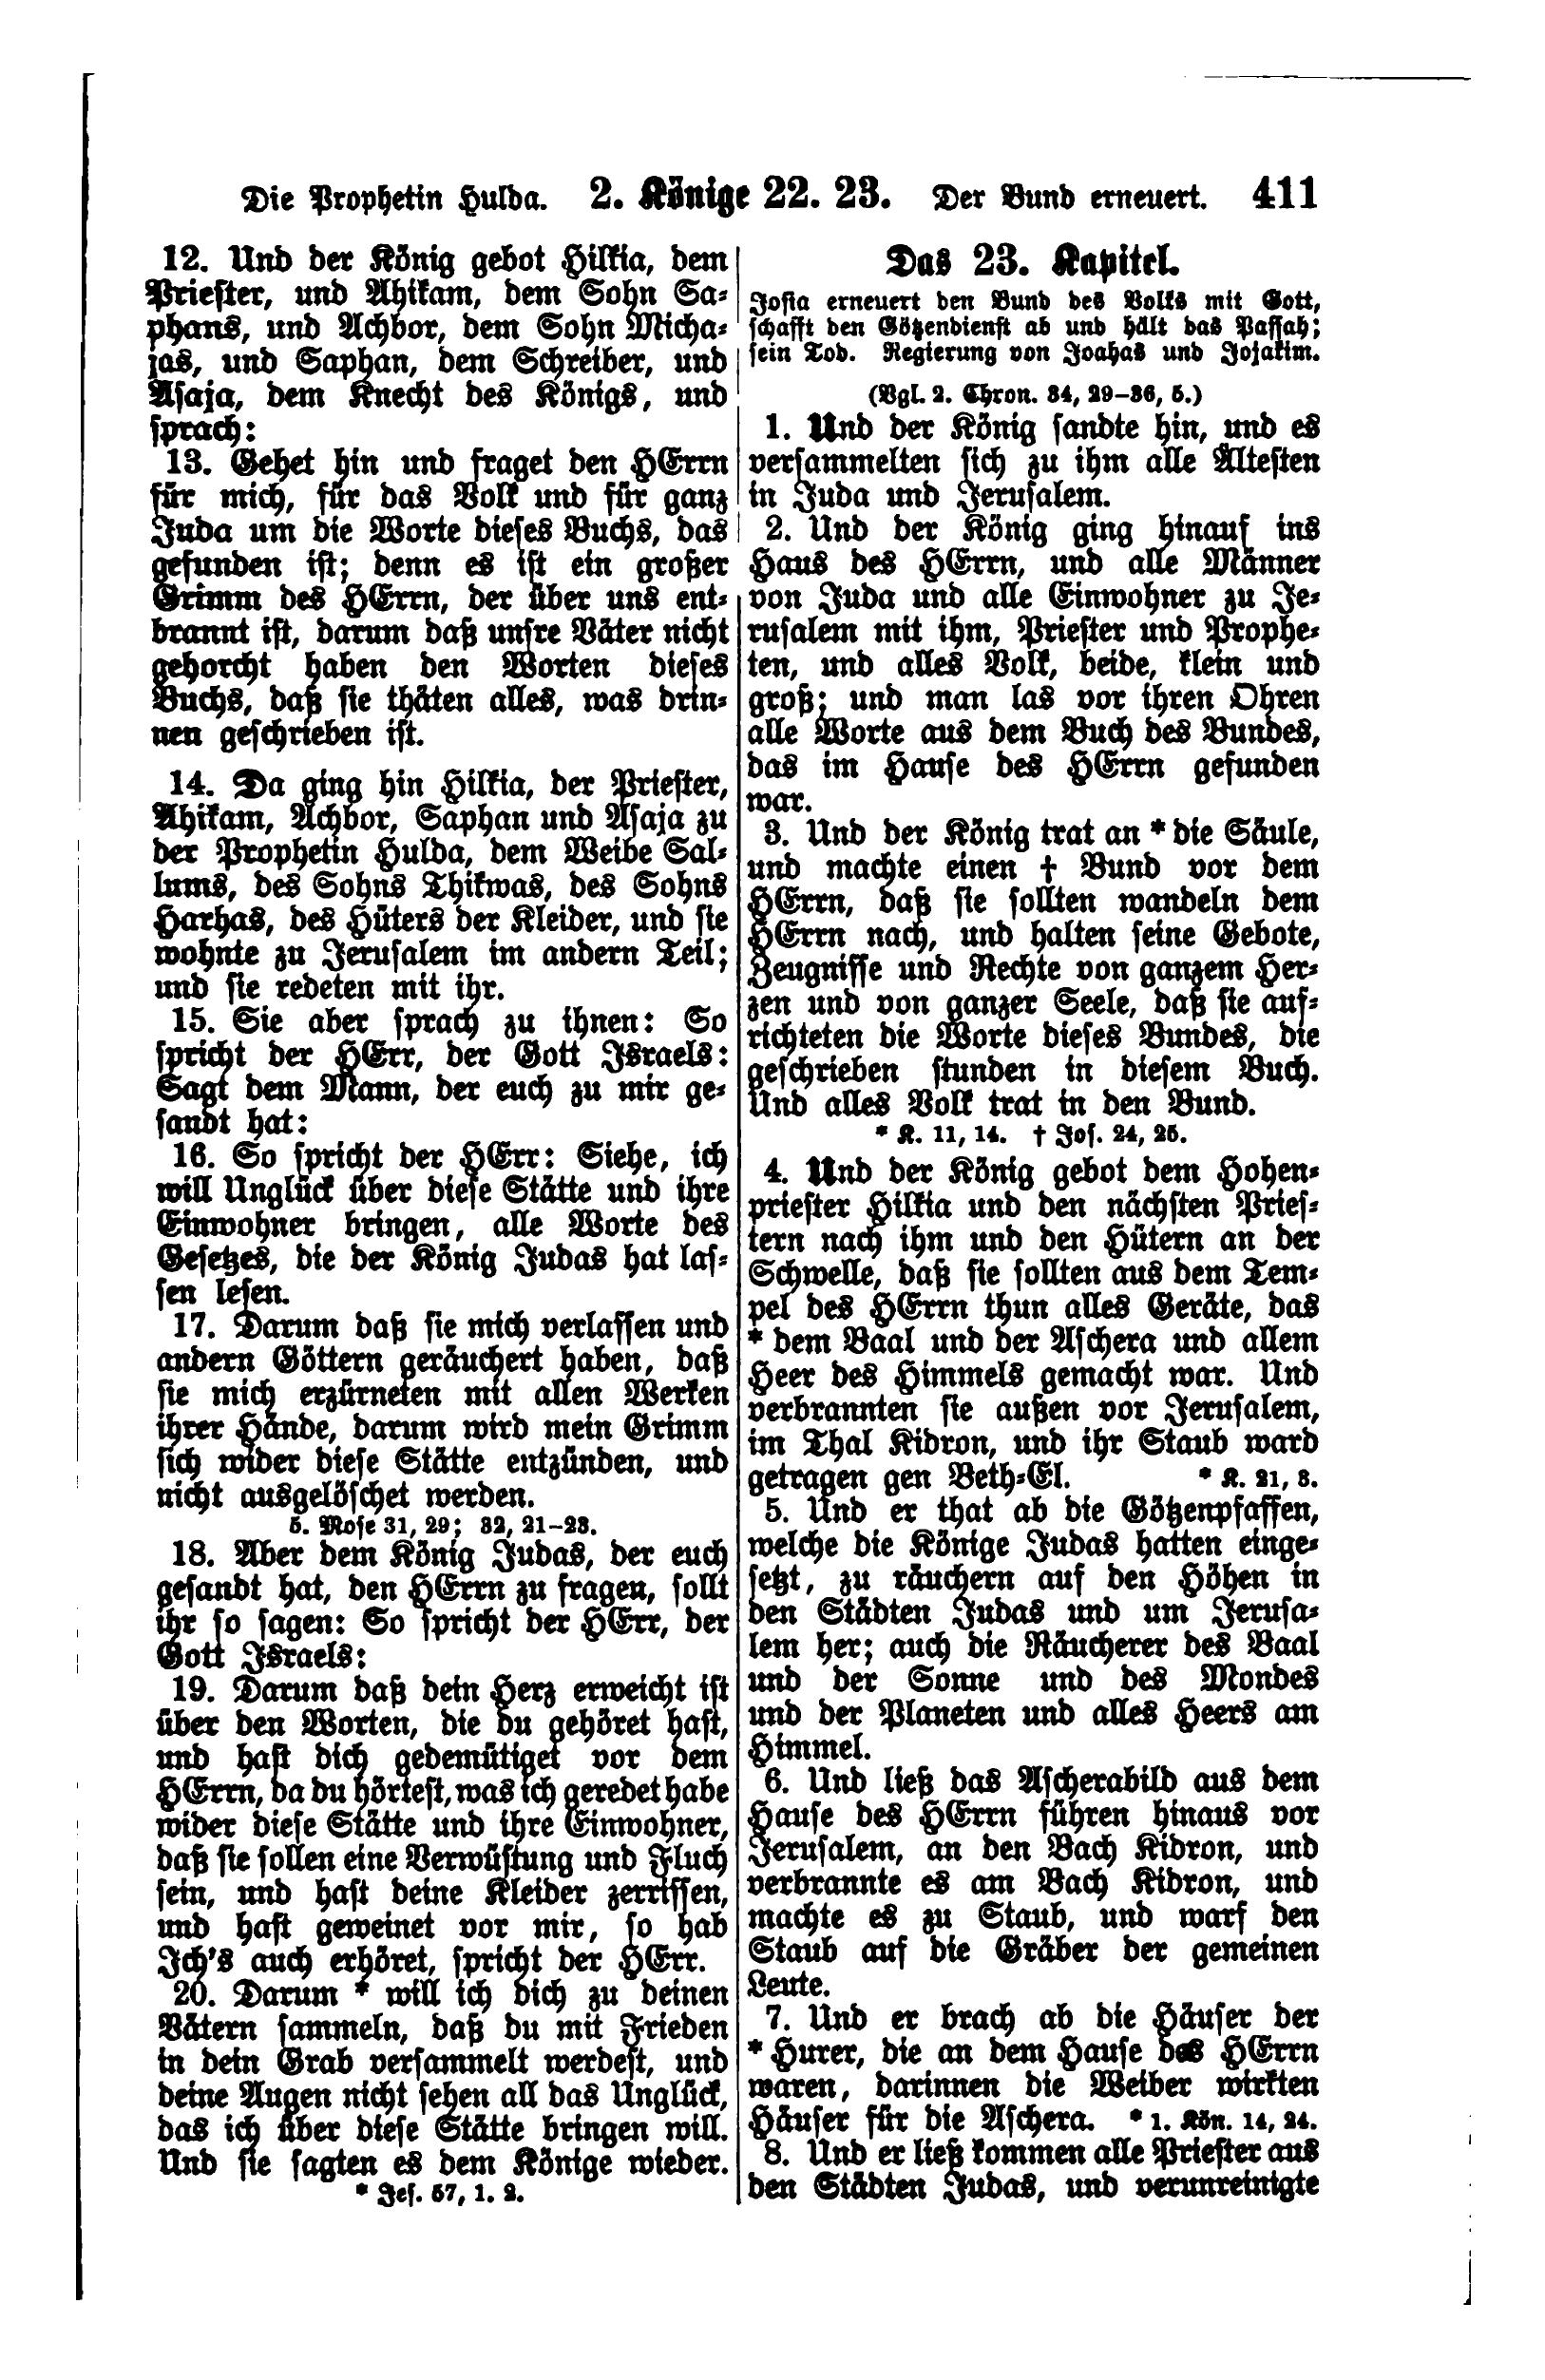 Die Prophetin Hulda. 2. Könige 22. 23. Der Bund erneuert. 411
12. Und der König gebot Hilkia, dem
Priester, und Ahikam, dem Sohn Sa-
phans, und Achbor, dem Sohn Micha-
jas, und Saphan, dem Schreiber, und
Asaja, dem Knecht des Königs, und
sprach:
13. Gehet hin und fraget den HErrn
für mich, für das Volk und für ganz
Juda um die Worte dieses Buchs, das
gefunden ist; denn es ist ein großer
Grimm des HErrn, der über uns ent-
brannt ist, darum daß unsre Väter nicht
gehorcht haben den Worten dieses
Buchs, daß sie thäten alles, was drin-
nen geschrieben ist.
14. Da ging hin Hilkia, der Priester,
Ahikam, Achbor, Saphan und Asaja zu
der Prophetin Hulda, dem Weibe Sal-
lums, des Sohns Thikwas, des Sohns
Harhas, des Hüters der Kleider, und sie
wohnte zu Jerusalem im andern Teil;
und sie redeten mit ihr.
15. Sie aber sprach zu ihnen: So
spricht der HErr, der Gott Israels:
Sagt dem Mann, der euch zu mir ge-
sandt hat:
16. So spricht der HErr: Siehe, ich
will Unglück über diese Stätte und ihre
Einwohner bringen, alle Worte des
Gesetzes, die der König Judas hat las-
sen lesen.
17. Darum daß sie mich verlassen und
andern Göttern geräuchert haben, daß
sie mich erzürneten mit allen Werken
ihrer Hände, darum wird mein Grimm
sich wider diese Stätte entzünden, und
nicht ausgelöschet werden.
5. Mose 31, 29; 32, 21–23.
18. Aber dem König Judas, der euch
gesandt hat, den HErrn zu fragen, sollt
ihr so sagen: So spricht der HErr, der
Gott Israels:
19. Darum daß dein Herz erweicht ist
über den Worten, die du gehöret hast,
und hast dich gedemütiget vor dem
HErrn, da du hörtest, was ich geredet habe
wider diese Stätte und ihre Einwohner,
daß sie sollen eine Verwüstung und Fluch
sein, und hast deine Kleider zerrissen,
und hast geweinet vor mir, so hab
Ich's auch erhöret, spricht der HErr.
20. Darum * will ich dich zu deinen
Vätern sammeln, daß du mit Frieden
in dein Grab versammelt werdest, und
deine Augen nicht sehen all das Unglück,
das ich über diese Stätte bringen will.
Und sie sagten es dem Könige wieder.
* Jes. 57, 1. 2.
Das 23. Kapitel.
Josia erneuert den Bund des Volks mit Gott,
schafft den Götzendienst ab und hält das Passah;
sein Tod. Regierung von Joahas und Jojakim.
(Vgl. 2. Chron. 34, 29–36, 5.)
1. Und der König sandte hin, und es
versammelten sich zu ihm alle Ältesten
in Juda und Jerusalem.
2. Und der König ging hinauf ins
Haus des HErrn, und alle Männer
von Juda und alle Einwohner zu Je-
rusalem mit ihm, Priester und Prophe-
ten, und alles Volk, beide, klein und
groß; und man las vor ihren Ohren
alle Worte aus dem Buch des Bundes,
das im Hause des HErrn gefunden
war.
3. Und der König trat an * die Säule,
und machte einen † Bund vor dem
HErrn, daß sie sollten wandeln dem
HErrn nach, und halten seine Gebote,
Zeugnisse und Rechte von ganzem Her-
zen und von ganzer Seele, daß sie auf-
richteten die Worte dieses Bundes, die
geschrieben stunden in diesem Buch.
Und alles Volk trat in den Bund.
* K. 11, 14. † Jos. 24, 25.
4. Und der König gebot dem Hohen-
priester Hilkia und den nächsten Pries-
tern nach ihm und den Hütern an der
Schwelle, daß sie sollten aus dem Tem-
pel des HErrn thun alles Geräte, das
* dem Baal und der Aschera und allem
Heer des Himmels gemacht war. Und
verbrannten sie außen vor Jerusalem,
im Thal Kidron, und ihr Staub ward
getragen gen Beth-El. * K. 21, 3.
5. Und er that ab die Götzenpfaffen,
welche die Könige Judas hatten einge-
setzt, zu räuchern auf den Höhen in
den Städten Judas und um Jerusa-
lem her; auch die Räucherer des Baal
und der Sonne und des Mondes
und der Planeten und alles Heers am
Himmel.
6. Und ließ das Ascherabild aus dem
Hause des HErrn führen hinaus vor
Jerusalem, an den Bach Kidron, und
verbrannte es am Bach Kidron, und
machte es zu Staub, und warf den
Staub auf die Gräber der gemeinen
Leute.
7. Und er brach ab die Häuser der
* Hurer, die an dem Hause des HErrn
waren, darinnen die Weiber wirkten
Häuser für die Aschera. * 1. Kön. 14, 24.
8. Und er ließ kommen alle Priester aus
den Städten Judas, und verunreinigte